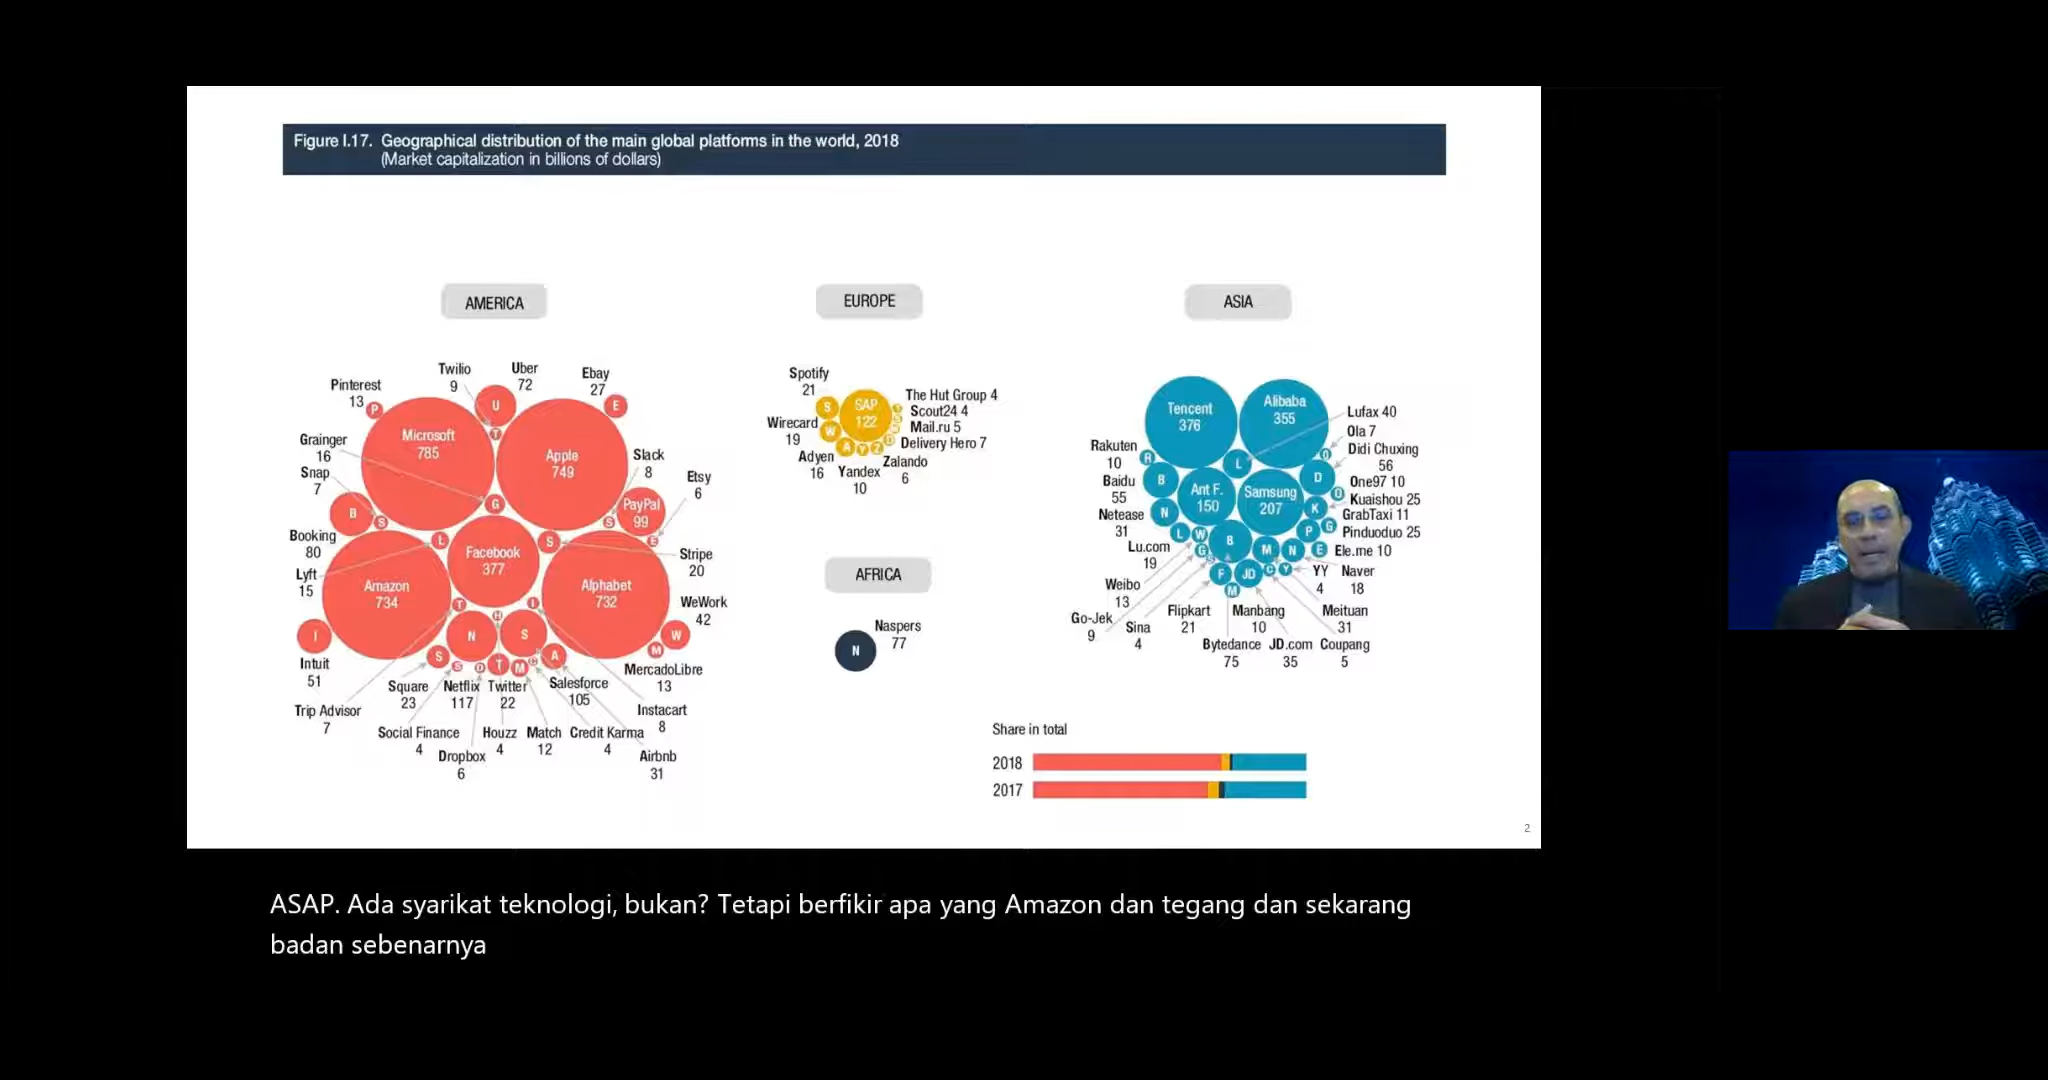 Figure I.17. Geographical distribution of the main global platforms in the world, 2018
(Market capitalization in billions of dollars)
AMERICA
EUROPE
ASIA
Twilio
9
Uber
72
Ebay
27
E
Pinterest
13
P
U
T
Microsoft
785
Apple
749
Grainger
16
Snap
7
Slack
8
Etsy
6
G
PayPal
99
B
S
S
E
Booking
80
L
Facebook
377
S
Stripe
20
Lyft
15
Amazon
734
Alphabet
732
WeWork
42
T
H
I
I
N
S
W
M
Intuit
51
S
S
D
T
M
C
A
MercadoLibre
13
Square
23
Netflix
117
Twitter
22
Salesforce
105
Trip Advisor
7
Instacart
8
Social Finance
4
Houzz
4
Match
12
Credit Karma
4
Dropbox
6
Airbnb
31
Spotify
21
SAP
122
The Hut Group 4
Scout24 4
Mail.ru 5
Delivery Hero 7
S
W
A
Y
Z
D
Wirecard
19
Adyen
16
Yandex
10
Zalando
6
AFRICA
Naspers
77
N
Tencent
376
Alibaba
355
Lufax 40
Ola 7
Didi Chuxing
56
One97 10
Kuaishou 25
GrabTaxi 11
Pinduoduo 25
Ele.me 10
Rakuten
10
R
L
O
Baidu
55
B
Ant F.
150
Samsung
207
D
O
K
Netease
31
N
G
P
L
W
G
B
M
N
E
Lu.com
19
S
F
JD
C
Y
M
YY
4
Naver
18
Weibo
13
Go-Jek
9
Sina
4
Flipkart
21
Manbang
10
Meituan
31
Bytedance
75
JD.com
35
Coupang
5
Share in total
2018
2017
2
ASAP. Ada syarikat teknologi, bukan? Tetapi berfikir apa yang Amazon dan tegang dan sekarang
badan sebenarnya